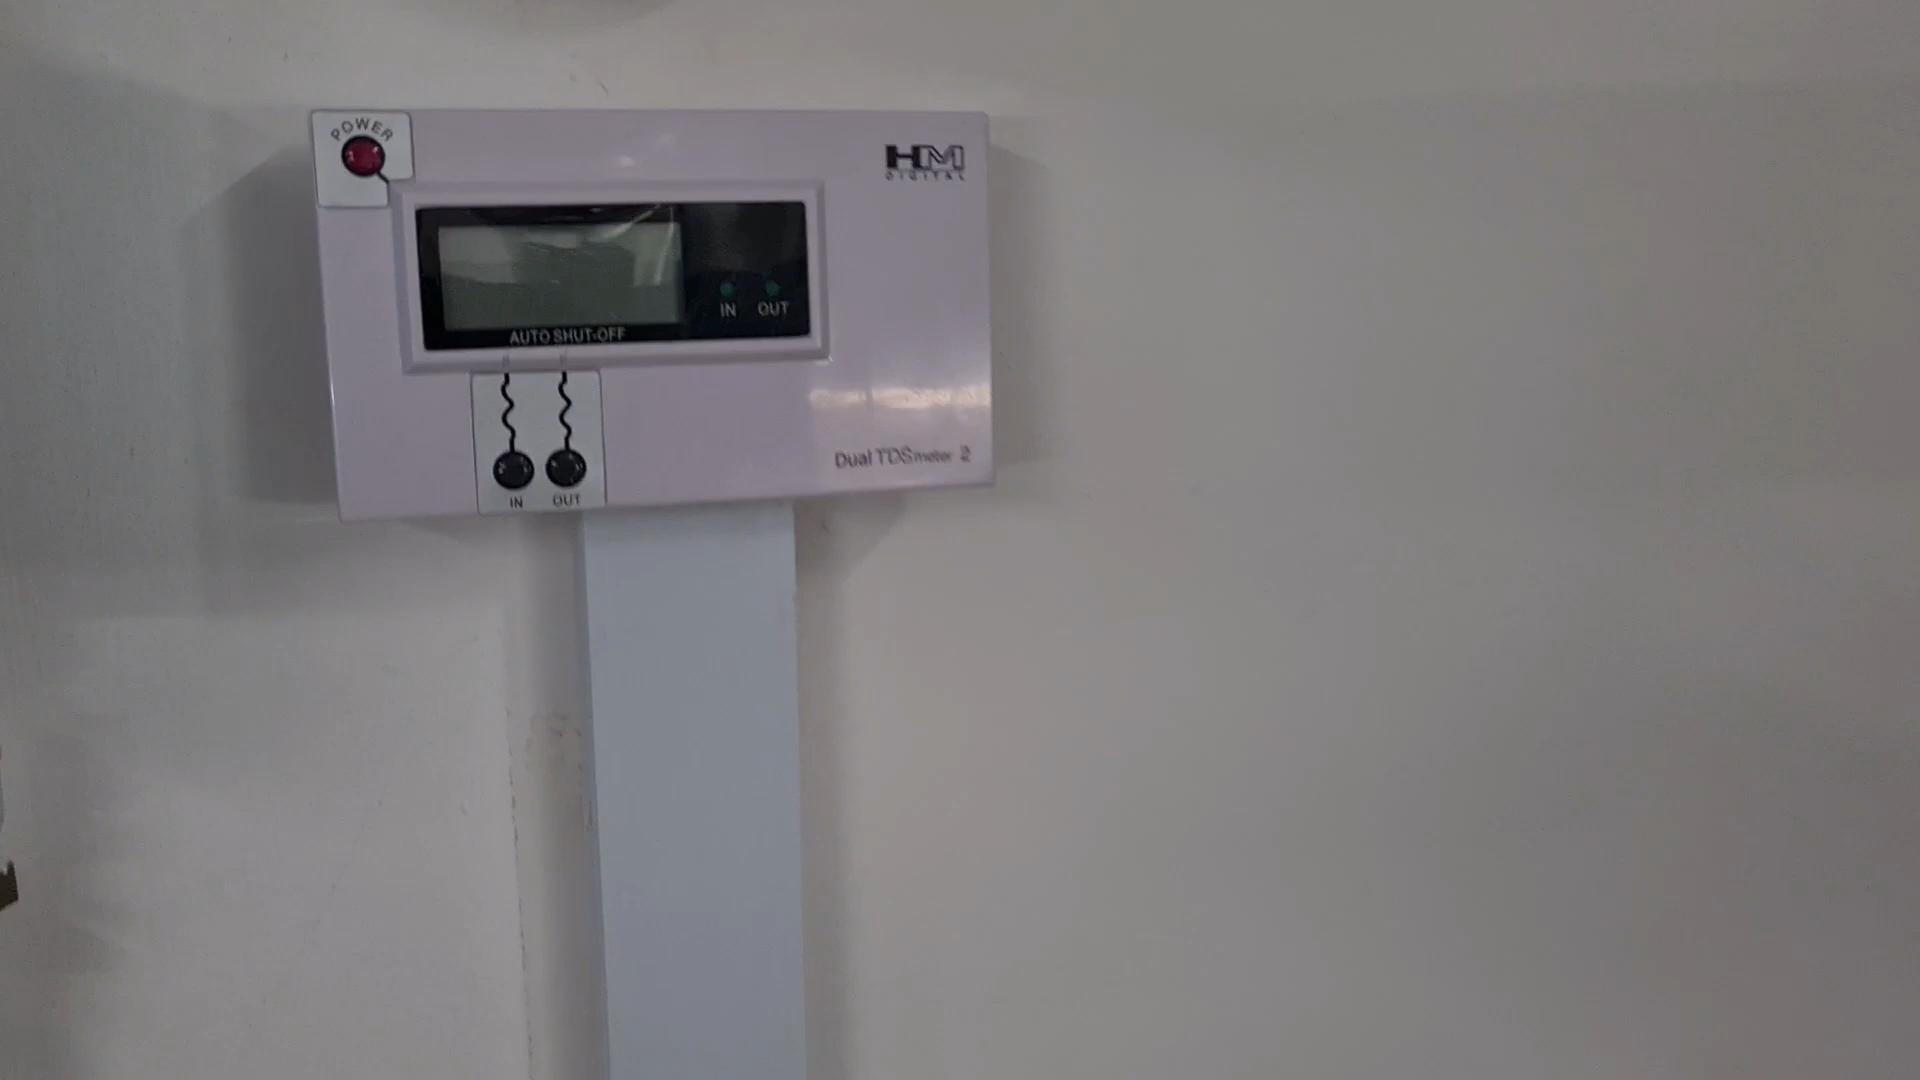 POWER
HM
DIGITAL
IN OUT
AUTO SHUT-OFF
Dual TDS meter 2
IN OUT